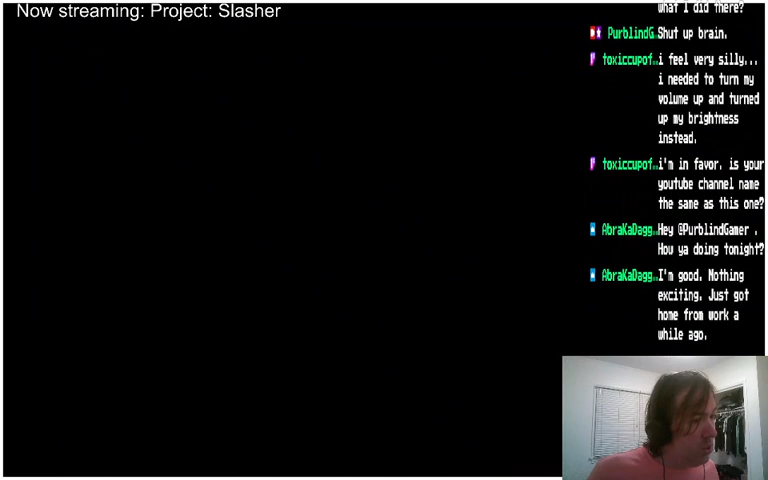 Now streaming: Project: Slasher
what I did there?
PurblindG.. Shut up brain.
toxiccupof.. i feel very silly...
i needed to turn my
volume up and turned
up my brightness
instead.
toxiccupof.. i'm in favor. is your
youtube channel name
the same as this one?
AbraKaDagg.. Hey @PurblindGamer .
How ya doing tonight?
AbraKaDagg.. I'm good. Nothing
exciting. Just got
home from work a
while ago.